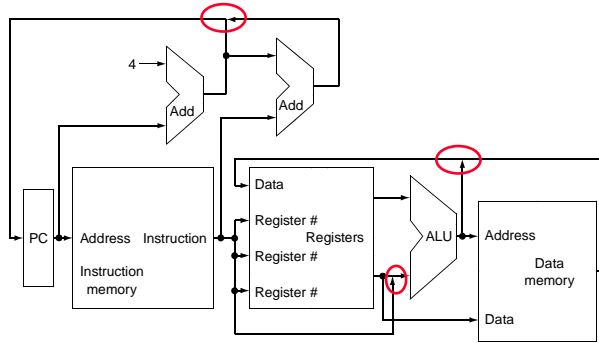 4
Add
Add
Data
Register #
PC
Address
Instruction
Registers
ALU
Address
Register #
Instruction
memory
Data
memory
Register #
Data